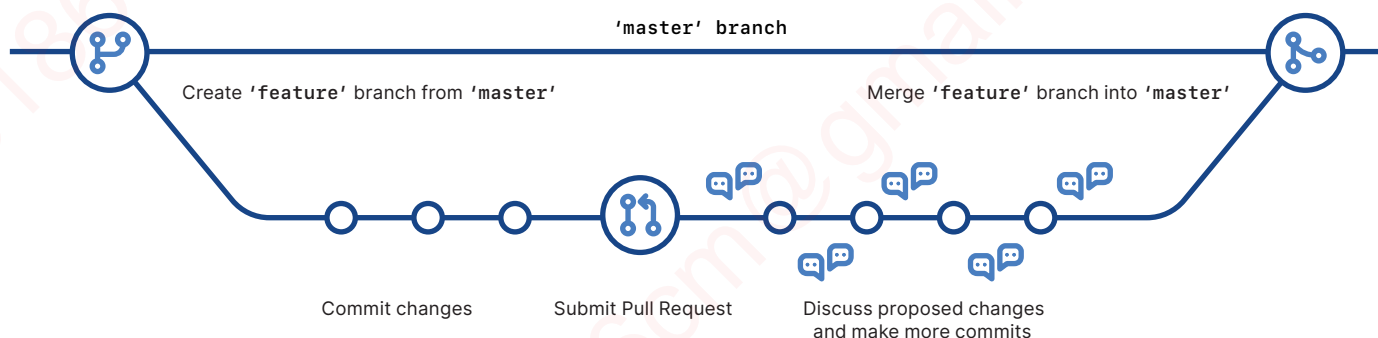 ‘master’ branch
Create ‘feature’ branch from ‘master’
Merge ‘feature’ branch into ‘master’
Commit changes
Submit Pull Request
Discuss proposed changes
and make more commits